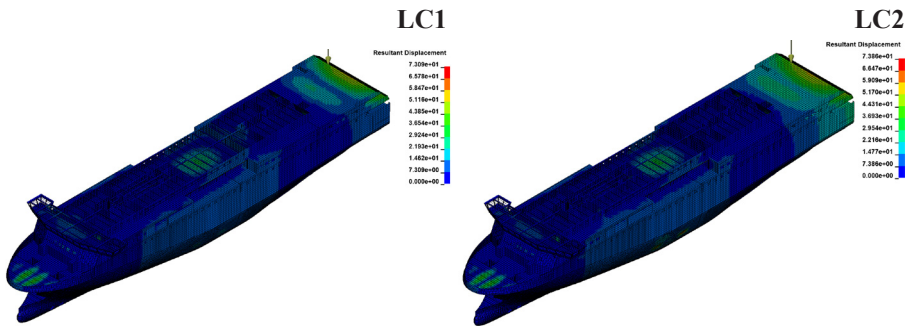 LC1
Resultant Displacement
7.309e+01
6.578e+01
5.847e+01
5.116e+01
4.385e+01
3.654e+01
2.924e+01
2.193e+01
1.462e+01
7.309e+00
0.000e+00
LC2
Resultant Displacement
7.386e+01
6.647e+01
5.909e+01
5.170e+01
4.431e+01
3.693e+01
2.954e+01
2.216e+01
1.477e+01
7.386e+00
0.000e+00